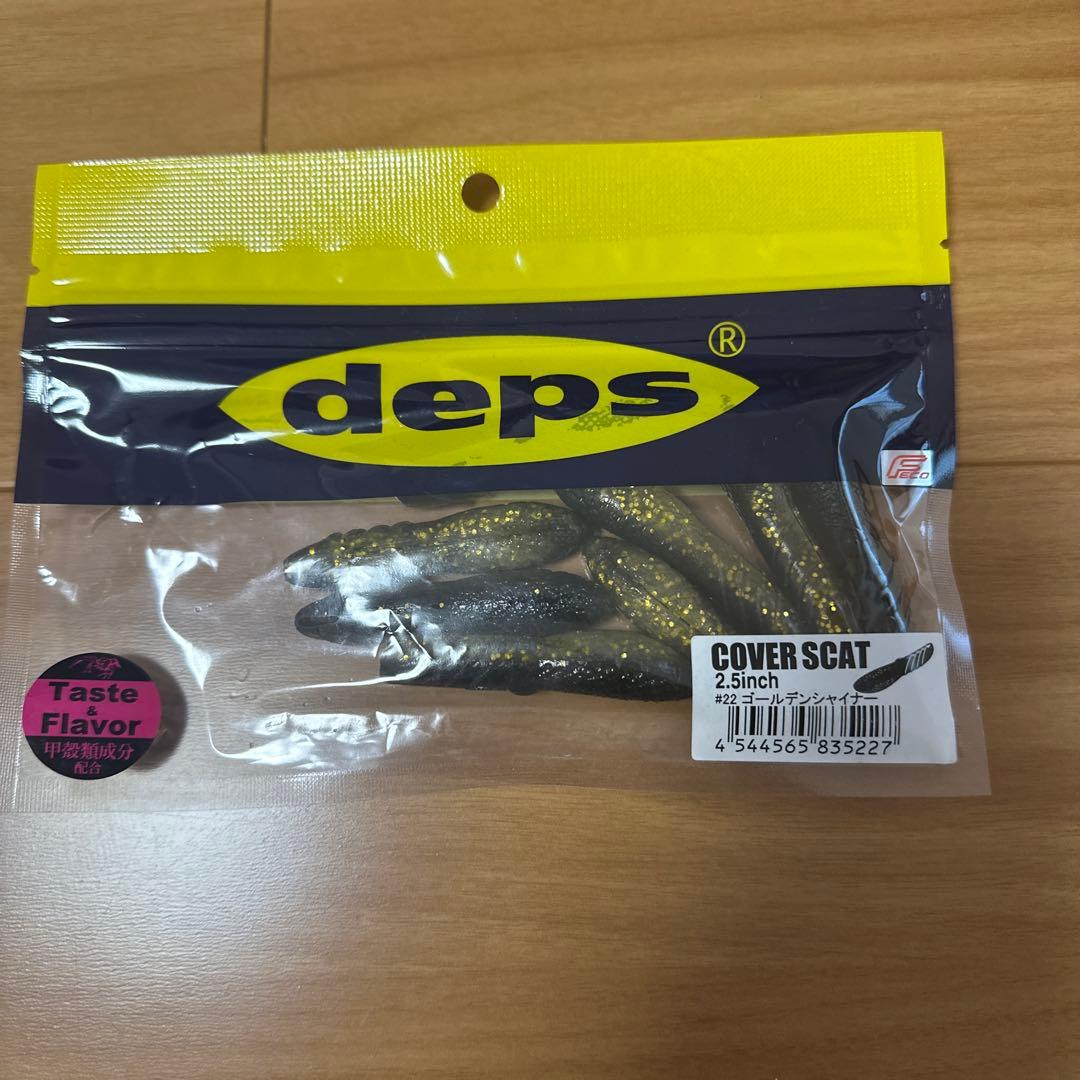 deps®
FECO
Taste
&
Flavor
甲殻類成分
配合
COVER SCAT
2.5inch
#22 ゴールデンシャイナー
4 544565 835227